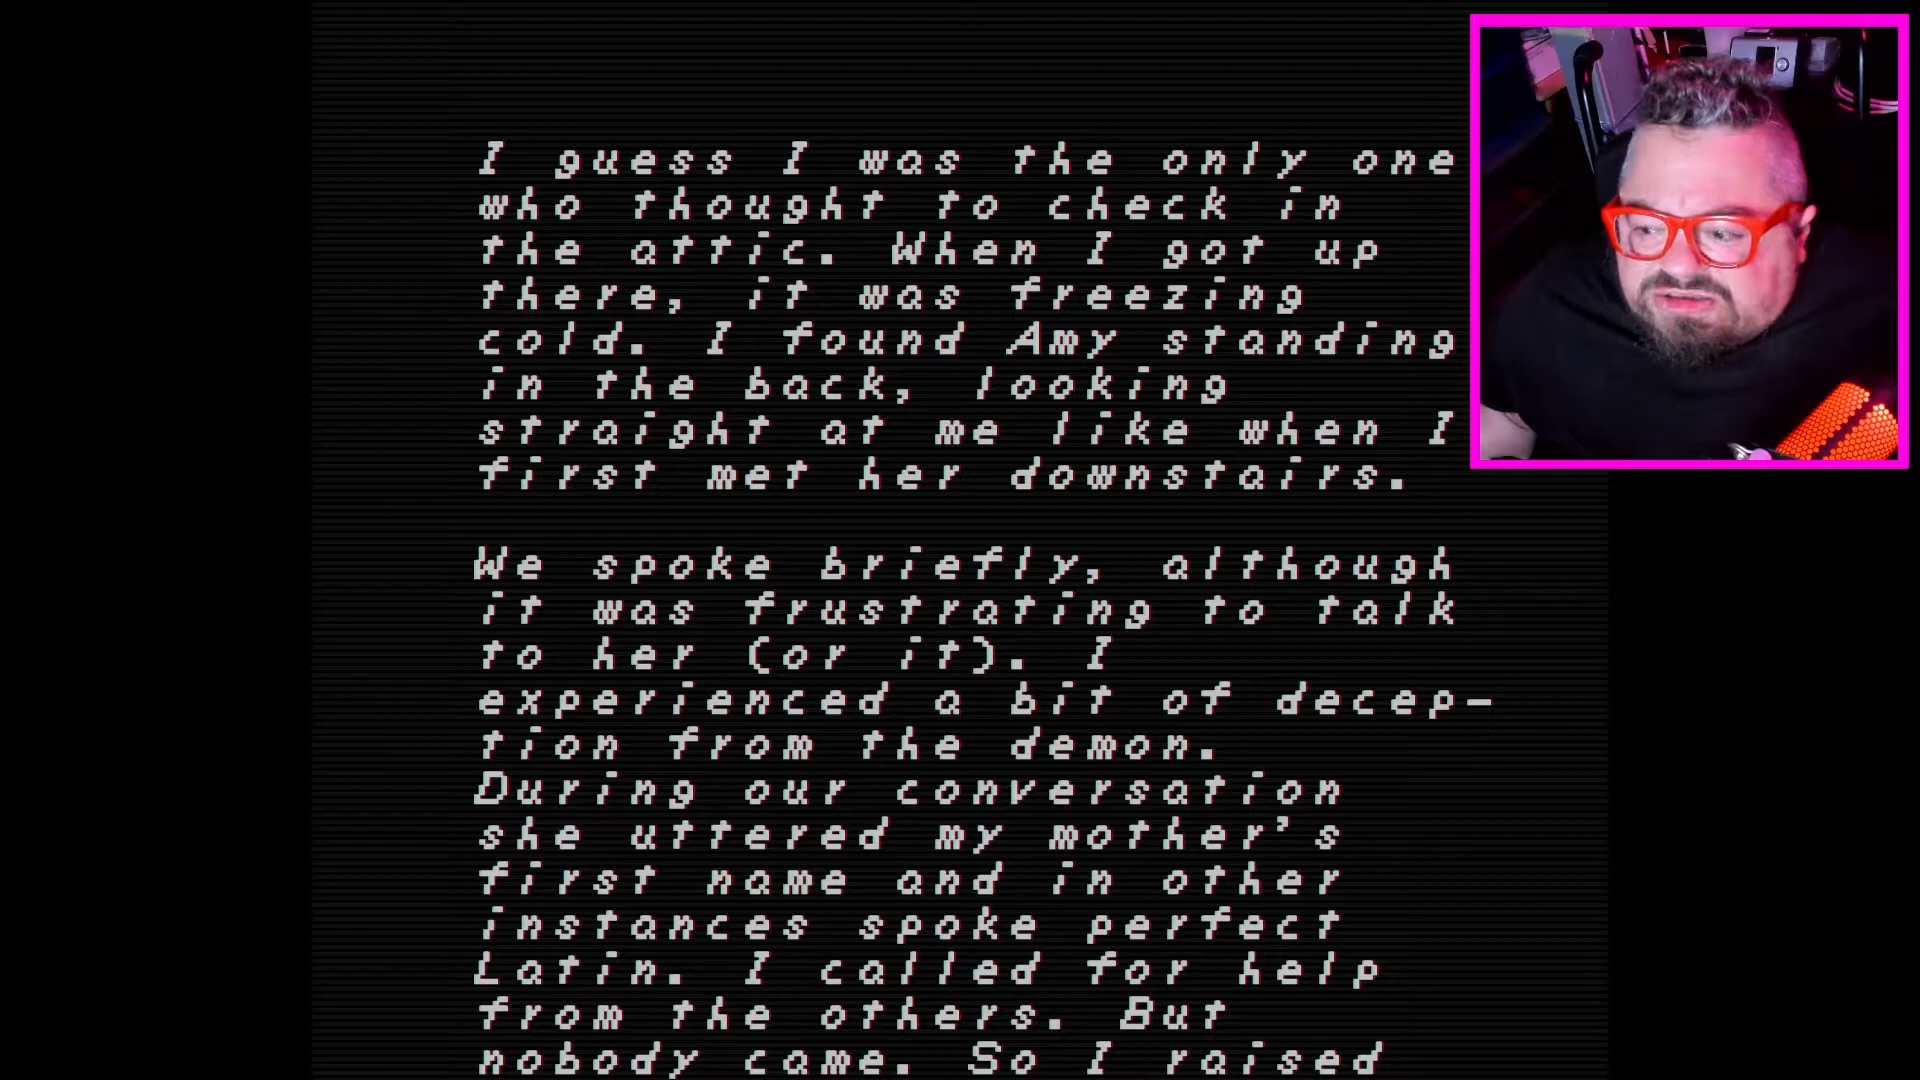 I guess I was the only one
who thought to check in
the attic. When I got up
there, it was freezing
cold. I found Amy standing
in the back, looking
straight at me like when I
first met her downstairs.
We spoke briefly, although
it was frustrating to talk
to her (or it). I
experienced a bit of decep-
tion from the demon.
During our conversation
she uttered my mother's
first name and in other
instances spoke perfect
Latin. I called for help
from the others. But
nobody came. So I raised